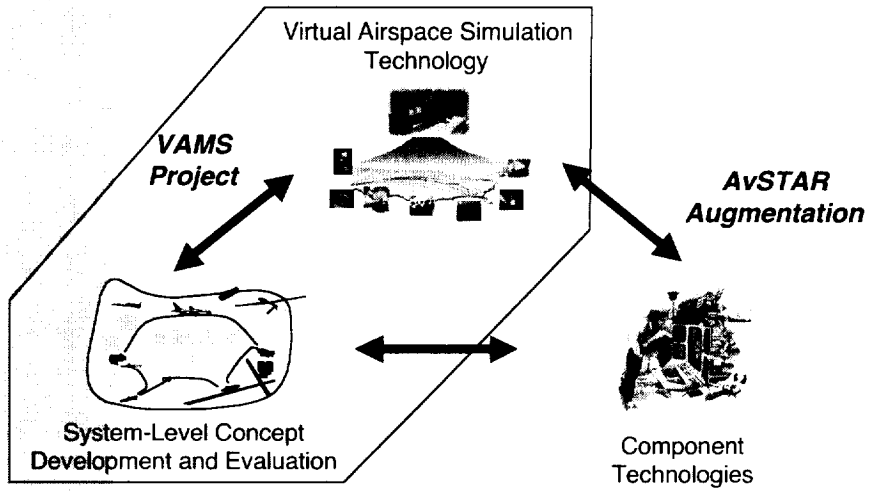 Virtual Airspace Simulation
Technology
VAMS
Project
AvSTAR
Augmentation
System-Level Concept
Development and Evaluation
Component
Technologies